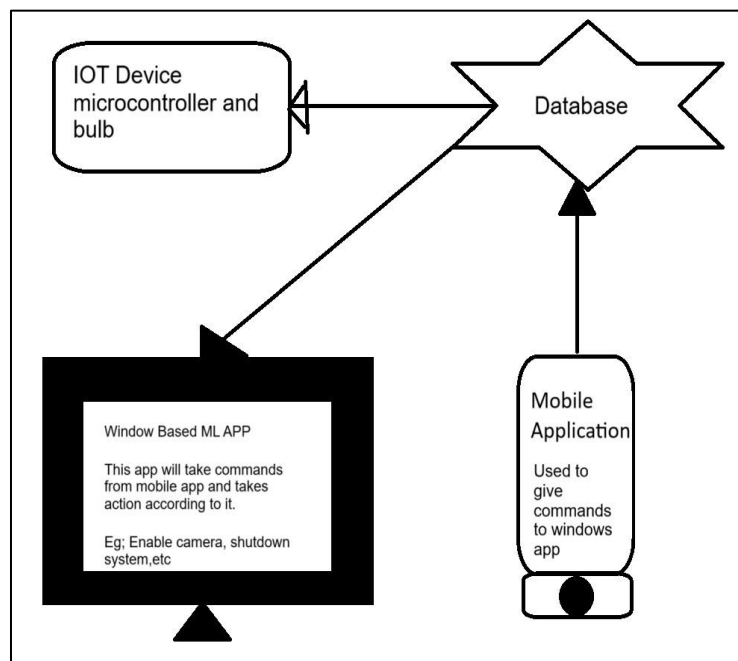 IOT Device
microcontroller and
bulb
Database
Window Based ML APP
This app will take commands
from mobile app and takes
action according to it.
Eg; Enable camera, shutdown
system,etc
Mobile
Application
Used to
give
commands
to windows
app